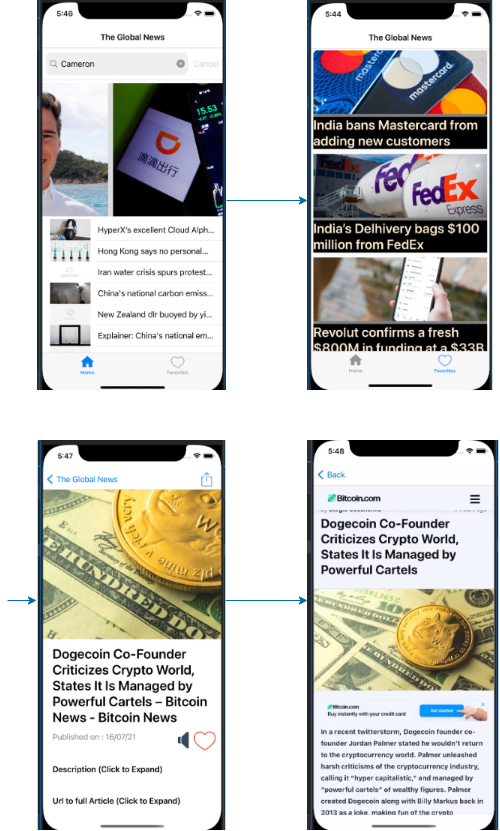 5:46
The Global News
Cameron
Cancel
15.53
滴滴出行
HyperX's excellent Cloud Alph...
Hong Kong says no personal...
Iran water crisis spurs protest...
China's national carbon emiss...
New Zealand dlr buoyed by yi...
Explainer: China's national em...
Home
Favorites
5:44
The Global News
mastercard.
mastercard.
India bans Mastercard from
adding new customers
FedEx
FedEx
Express
India's Delhivery bags $100
million from FedEx
Revolut confirms a fresh
$800M in funding at a $33B
Home
Favorites
5:47
The Global News
Dogecoin Co-Founder
Criticizes Crypto World,
States It Is Managed by
Powerful Cartels – Bitcoin
News - Bitcoin News
Published on : 16/07/21
Description (Click to Expand)
Url to full Article (Click to Expand)
5:48
Back
Bitcoin.com
Dogecoin Co-Founder
Criticizes Crypto World,
States It Is Managed by
Powerful Cartels
Bitcoin.com
Buy instantly with your credit card
Get started
In a recent twitterstorm, Dogecoin founder co-
founder Jordan Palmer stated he wouldn't return
to the cryptocurrency world. Palmer unleashed
harsh criticisms of the cryptocurrency industry,
calling it "hyper capitalistic," and managed by
"powerful cartels" of wealthy figures. Palmer
created Dogecoin along with Billy Markus back in
2013 as a joke, making fun of the crypto